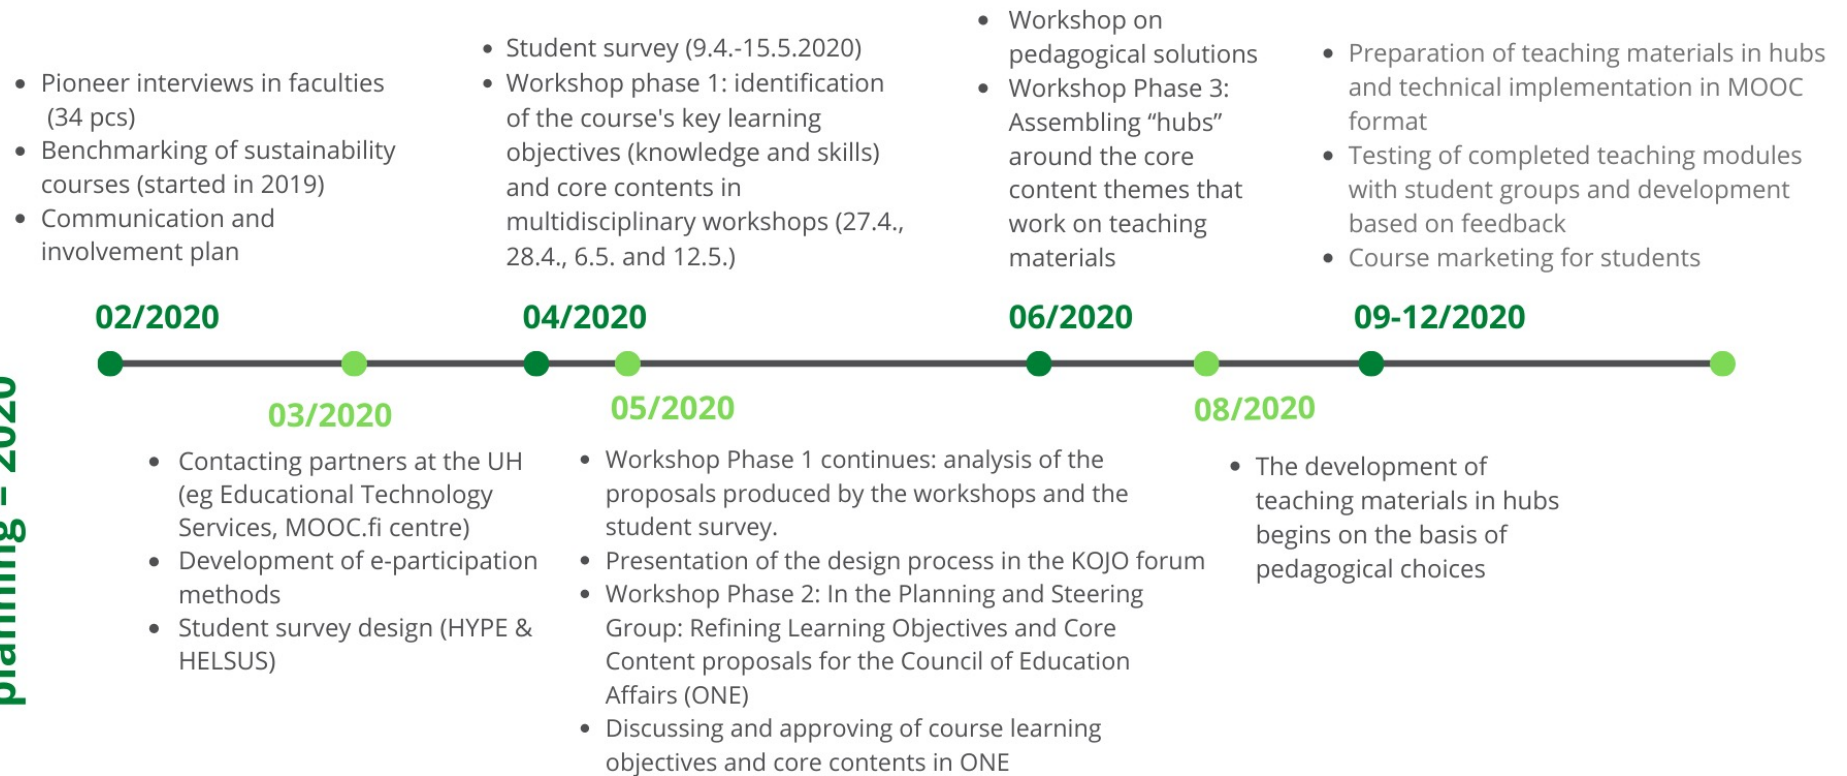 • Pioneer interviews in faculties
(34 pcs)
• Benchmarking of sustainability
courses (started in 2019)
• Communication and
involvement plan
02/2020
• Student survey (9.4.-15.5.2020)
• Workshop phase 1: identification
of the course's key learning
objectives (knowledge and skills)
and core contents in
multidisciplinary workshops (27.4.,
28.4., 6.5. and 12.5.)
04/2020
• Workshop on
pedagogical solutions
• Workshop Phase 3:
Assembling “hubs”
around the core
content themes that
work on teaching
materials
06/2020
• Preparation of teaching materials in hubs
and technical implementation in MOOC
format
• Testing of completed teaching modules
with student groups and development
based on feedback
• Course marketing for students
09-12/2020
planning – 2020
03/2020
• Contacting partners at the UH
(eg Educational Technology
Services, MOOC.fi centre)
• Development of e-participation
methods
• Student survey design (HYPE &
HELSUS)
05/2020
• Workshop Phase 1 continues: analysis of the
proposals produced by the workshops and the
student survey.
• Presentation of the design process in the KOJO forum
• Workshop Phase 2: In the Planning and Steering
Group: Refining Learning Objectives and Core
Content proposals for the Council of Education
Affairs (ONE)
• Discussing and approving of course learning
objectives and core contents in ONE
08/2020
• The development of
teaching materials in hubs
begins on the basis of
pedagogical choices